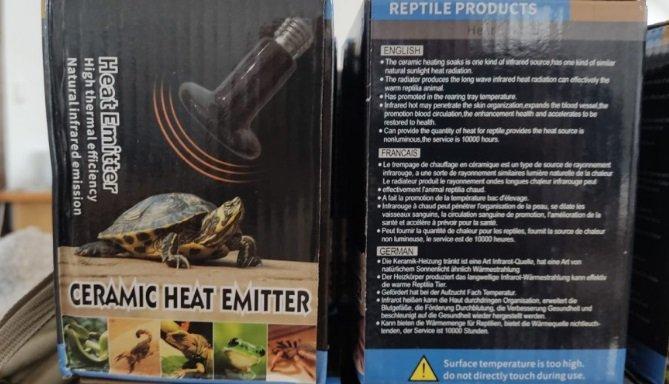 Heat Emitter
High thermal efficiency
Natural infrared emission
CERAMIC HEAT EMITTER
REPTILE PRODUCTS
ENGLISH
• The ceramic heating soaks is one kind of infrared source,has one kind of similar
natural sunlight heat radiation.
• The radiator produces the long wave infrared heat radiation can effectively the
warm reptilia animal.
• Has promoted in the rearing tray temperature.
• Infrared hot may penetrate the skin organization,expands the blood vessel,the
promotion blood circulation,the enhancement health and accelerates to be
restored to health.
• Can provide the quantity of heat for reptile,provides the heat source is
nonluminous,the service is 10000 hours.
FRANCAIS
• Le trempage de chauffage en céramique est un type de source de rayonnement
infrarouge, a une sorte de rayonnement similaires lumière naturelle de la chaleur
Le radiateur produit le rayonnement andes longues chaleur infrarouge peut
• effectivement l'animal reptilia chaud.
• A fait la promotion de la température bac d'élevage.
• Infrarouge à chaud peut pénétrer l'organisation de la peau, se dilate les
vaisseaux sanguins, la circulation sanguine de promotion, l'amélioration de la
santé et accélère à prévoir pour la santé.
• Peut fournir la quantité de chaleur pour les reptiles, fournit la source de chaleur
non lumineuse, le service est de 10000 heures.
GERMAN
• Die Keramik-Heizung tränkt ist eine Art Infrarot-Quelle, hat eine Art von
natürlichem Sonnenlicht ähnlich Wärmestrahlung
• Der Heizkörper produziert das langwellige Infrarot-Wärmestrahlung kann effektiv
die warme Reptilia Tier.
• Gefördert hat bei der Aufzucht Fach Temperatur.
• Infrarot heißen kann die Haut durchdringen Organisation, erweitert die
Blutgefäße, die Förderung Durchblutung, die Verbesserung Gesundheit und
beschleunigt auf die Gesundheit wieder hergestellt werden.
• Kann bieten die Wärmemenge für Reptilien, bietet die Wärmequelle nichtleuch-
tenden, der Service ist 10000 Stunden.
Surface temperature is too high.
do not directly touch during use.